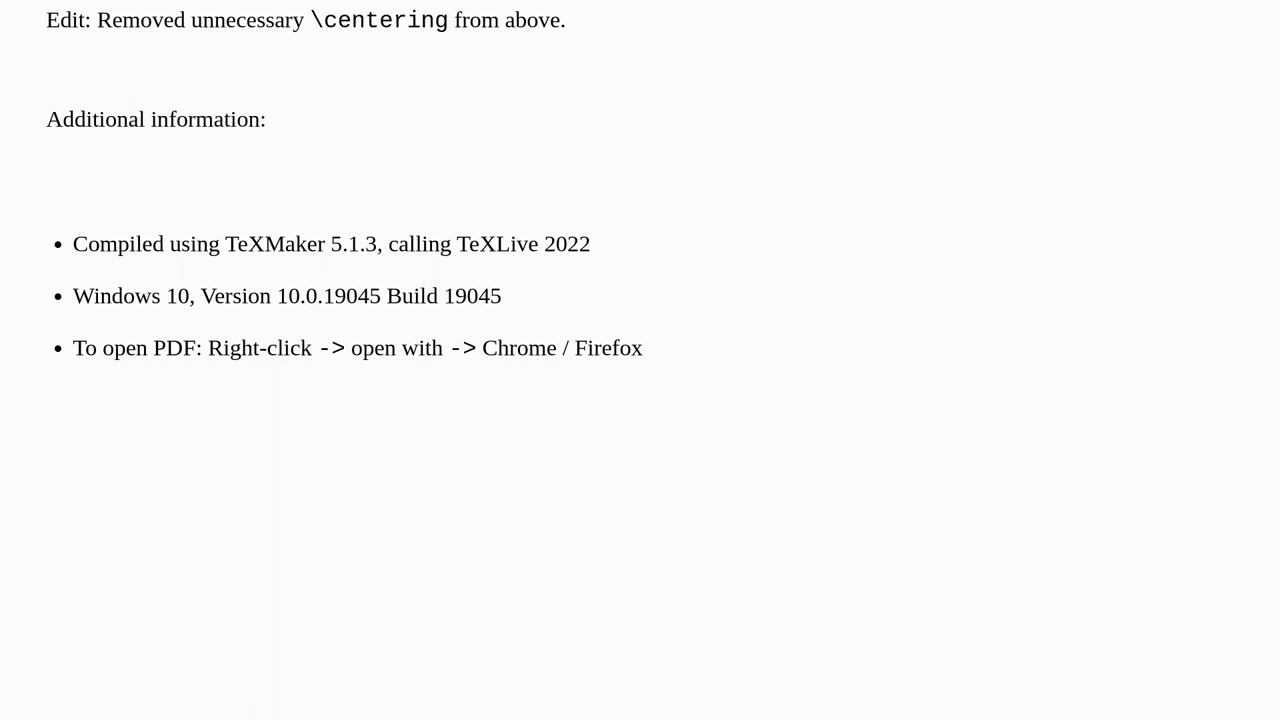 Edit: Removed unnecessary \centering from above.
Additional information:
• Compiled using TeXMaker 5.1.3, calling TeXLive 2022
• Windows 10, Version 10.0.19045 Build 19045
• To open PDF: Right-click -> open with -> Chrome / Firefox